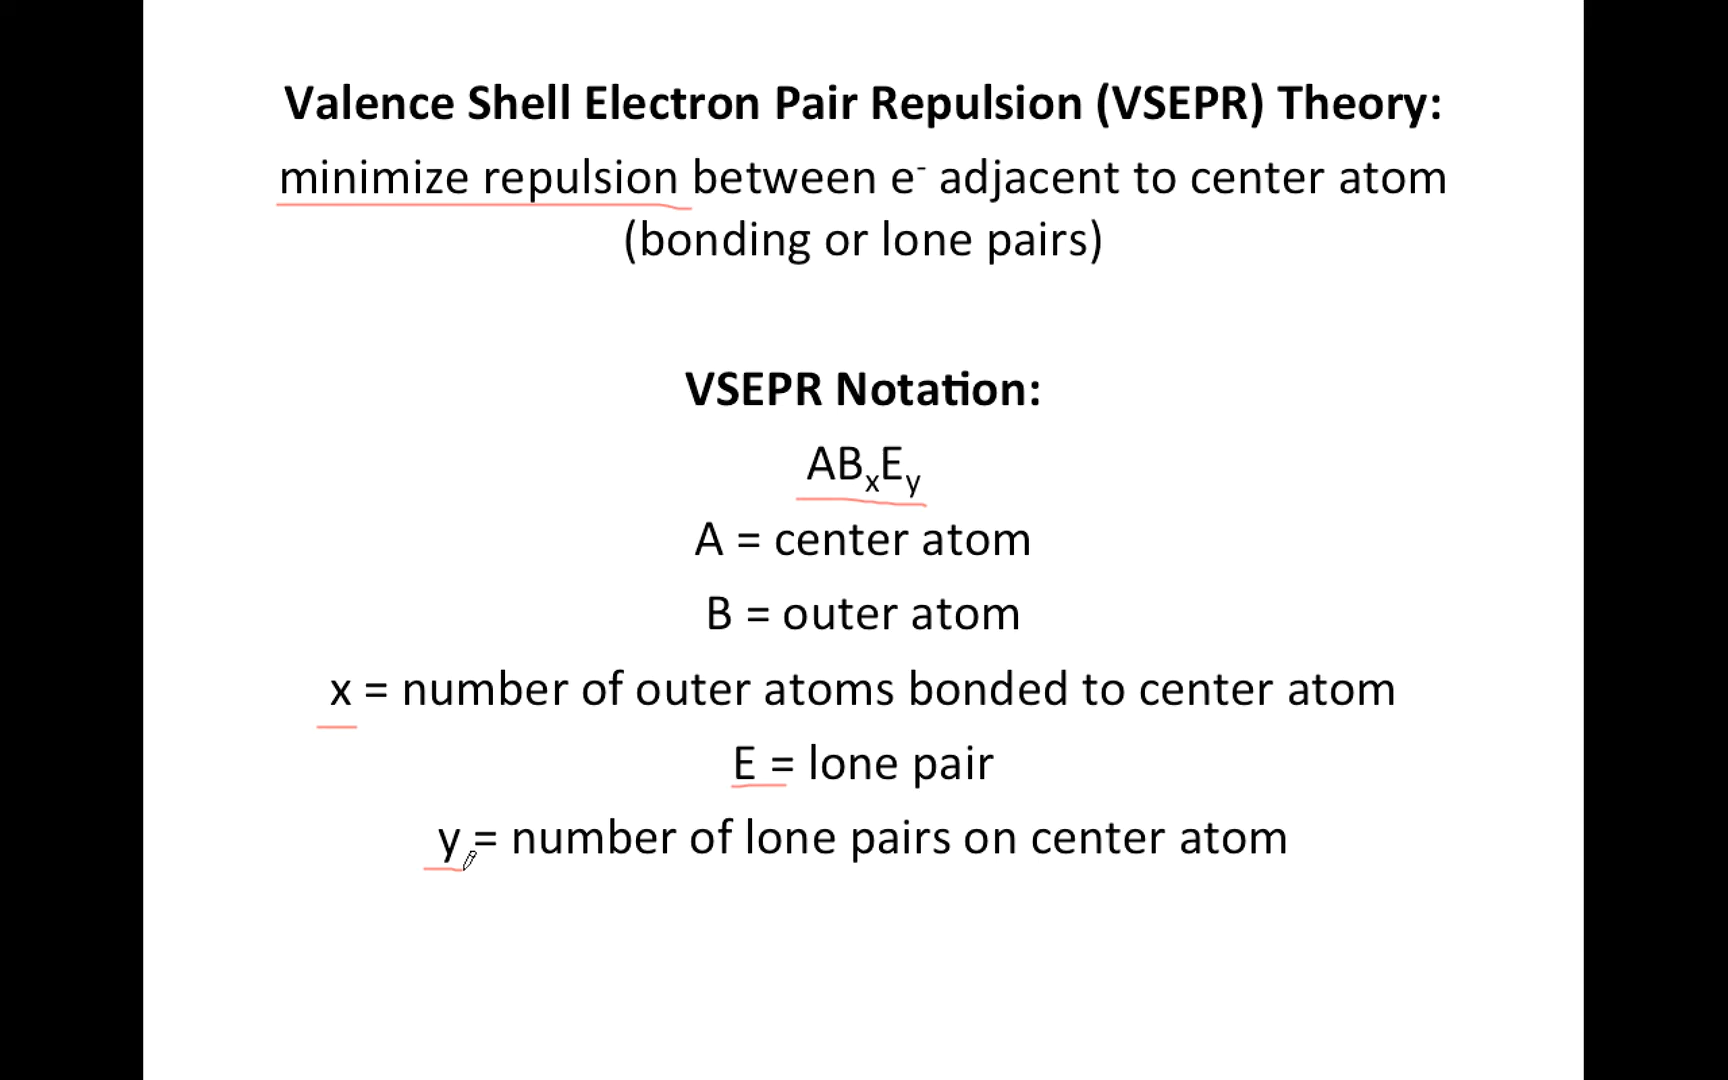 Valence Shell Electron Pair Repulsion (VSEPR) Theory:
minimize repulsion between e⁻ adjacent to center atom
(bonding or lone pairs)
VSEPR Notation:
ABₓEᵧ
A = center atom
B = outer atom
x = number of outer atoms bonded to center atom
E = lone pair
y = number of lone pairs on center atom